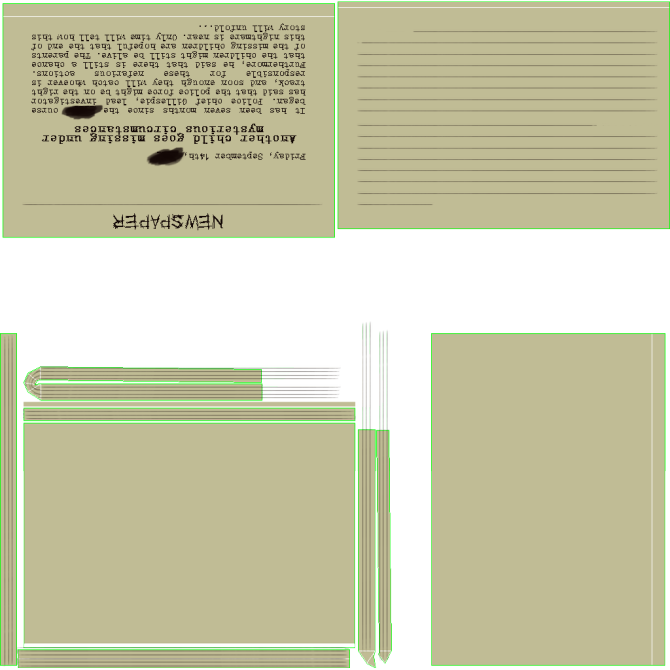 NEWSPAPER
Friday, September 14th,
Another child goes missing under
mysterious circumstances
It has been seven months since the curse
began. Police chief Gillespie, lead investigator
has said that the police force might be on the right
track, and soon enough they will catch whoever is
responsible for these nefarious actions.
Furthermore, he said that there is still a chance
that the children might still be alive. The parents
of the missing children are hopeful that the end of
this nightmare is near. Only time will tell how this
story will unfold...